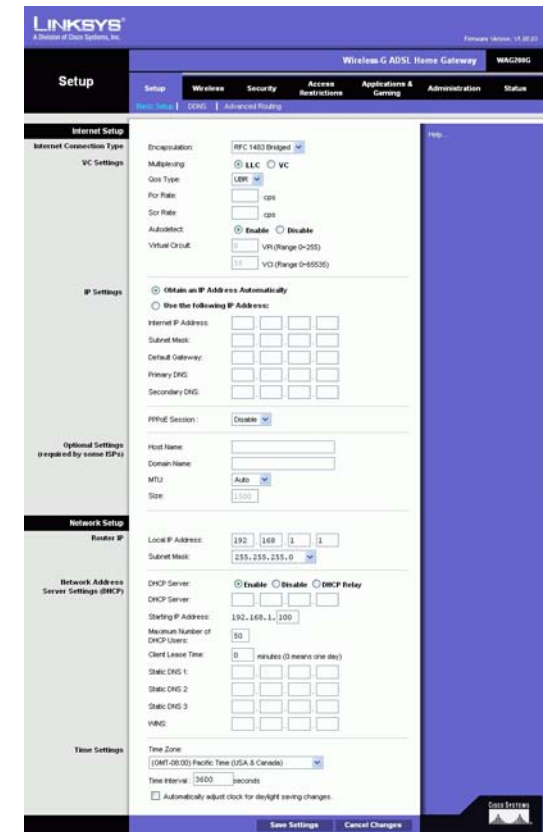 LINKSYS®
A Division of Cisco Systems, Inc.
Firmware Version: V1.00.03
Wireless-G ADSL Home Gateway WAG200G
Setup
Setup Wireless Security Access Restrictions Applications & Gaming Administration Status
Basic Setup | DDNS | Advanced Routing
Internet Setup
Help...
Internet Connection Type
Encapsulation: RFC 1483 Bridged
VC Settings
Multiplexing: LLC VC
Qos Type: UBR
Pcr Rate: cps
Scr Rate: cps
Autodetect: Enable Disable
Virtual Circuit: VPI (Range 0~255)
VCI (Range 0~65535)
IP Settings
Obtain an IP Address Automatically
Use the following IP Address:
Internet IP Address:
Subnet Mask:
Default Gateway:
Primary DNS:
Secondary DNS:
PPPoE Session: Disable
Optional Settings
(required by some ISPs)
Host Name:
Domain Name:
MTU: Auto
Size: 1500
Network Setup
Router IP
Local IP Address: 192 . 168 . 1 . 1
Subnet Mask: 255.255.255.0
Network Address
Server Settings (DHCP)
DHCP Server: Enable Disable DHCP Relay
DHCP Server:
Starting IP Address: 192.168.1. 100
Maximum Number of
DHCP Users: 50
Client Lease Time: 0 minutes (0 means one day)
Static DNS 1:
Static DNS 2:
Static DNS 3:
WINS:
Time Settings
Time Zone:
(GMT-08:00) Pacific Time (USA & Canada)
Time Interval: 3600 seconds
Automatically adjust clock for daylight saving changes.
Save Settings Cancel Changes
Cisco Systems